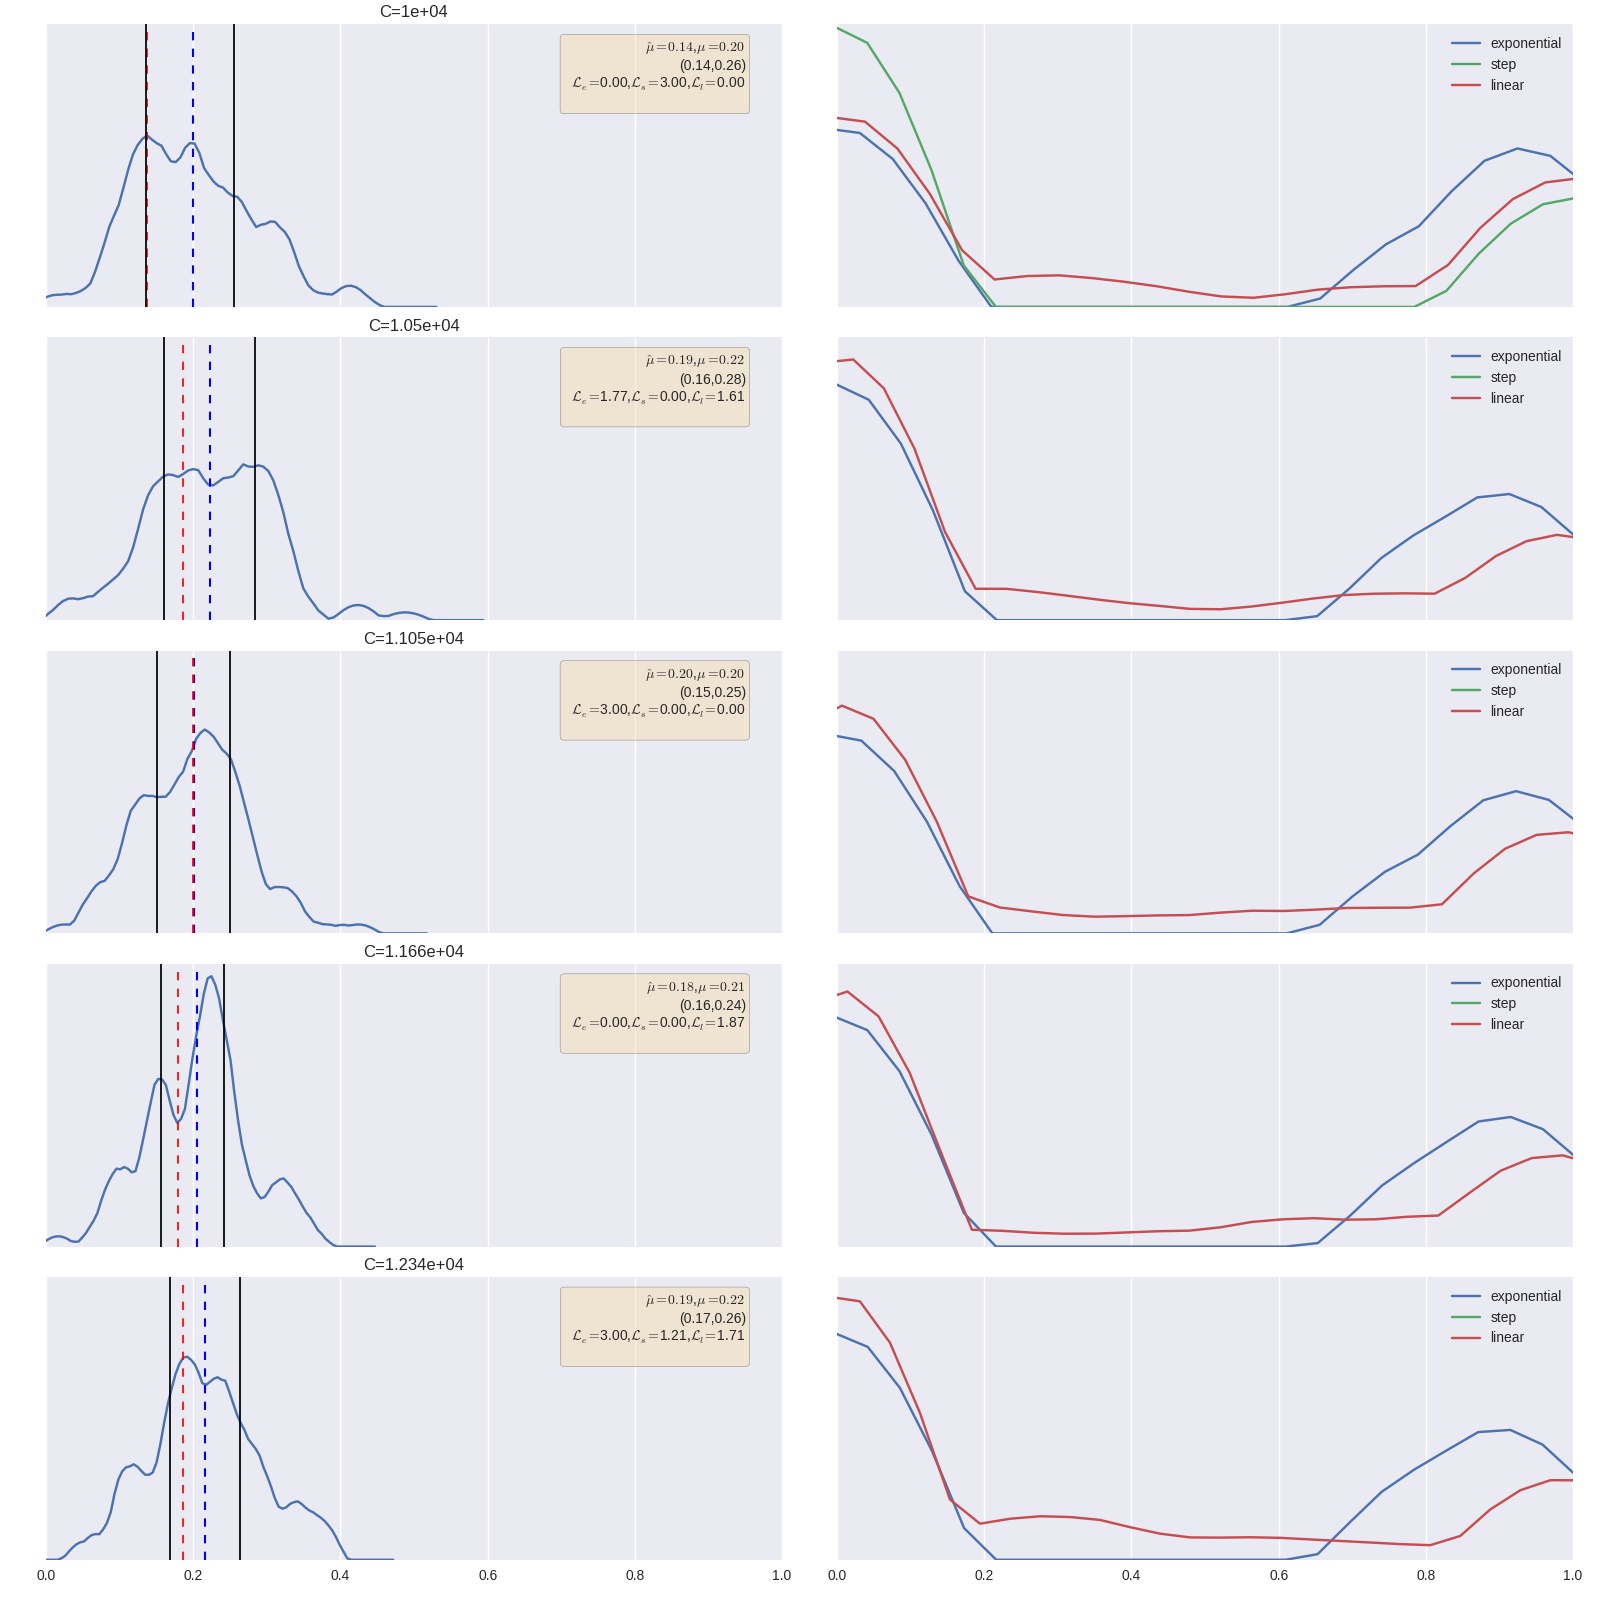 C=1e+04
μ̂=0.14,μ=0.20
(0.14,0.26)
ℒₑ=0.00,ℒₛ=3.00,ℒₗ=0.00
exponential
step
linear
C=1.05e+04
μ̂=0.19,μ=0.22
(0.16,0.28)
ℒₑ=1.77,ℒₛ=0.00,ℒₗ=1.61
exponential
step
linear
C=1.105e+04
μ̂=0.20,μ=0.20
(0.15,0.25)
ℒₑ=3.00,ℒₛ=0.00,ℒₗ=0.00
exponential
step
linear
C=1.166e+04
μ̂=0.18,μ=0.21
(0.16,0.24)
ℒₑ=0.00,ℒₛ=0.00,ℒₗ=1.87
exponential
step
linear
C=1.234e+04
μ̂=0.19,μ=0.22
(0.17,0.26)
ℒₑ=3.00,ℒₛ=1.21,ℒₗ=1.71
exponential
step
linear
0.0 0.2 0.4 0.6 0.8 1.0
0.0 0.2 0.4 0.6 0.8 1.0